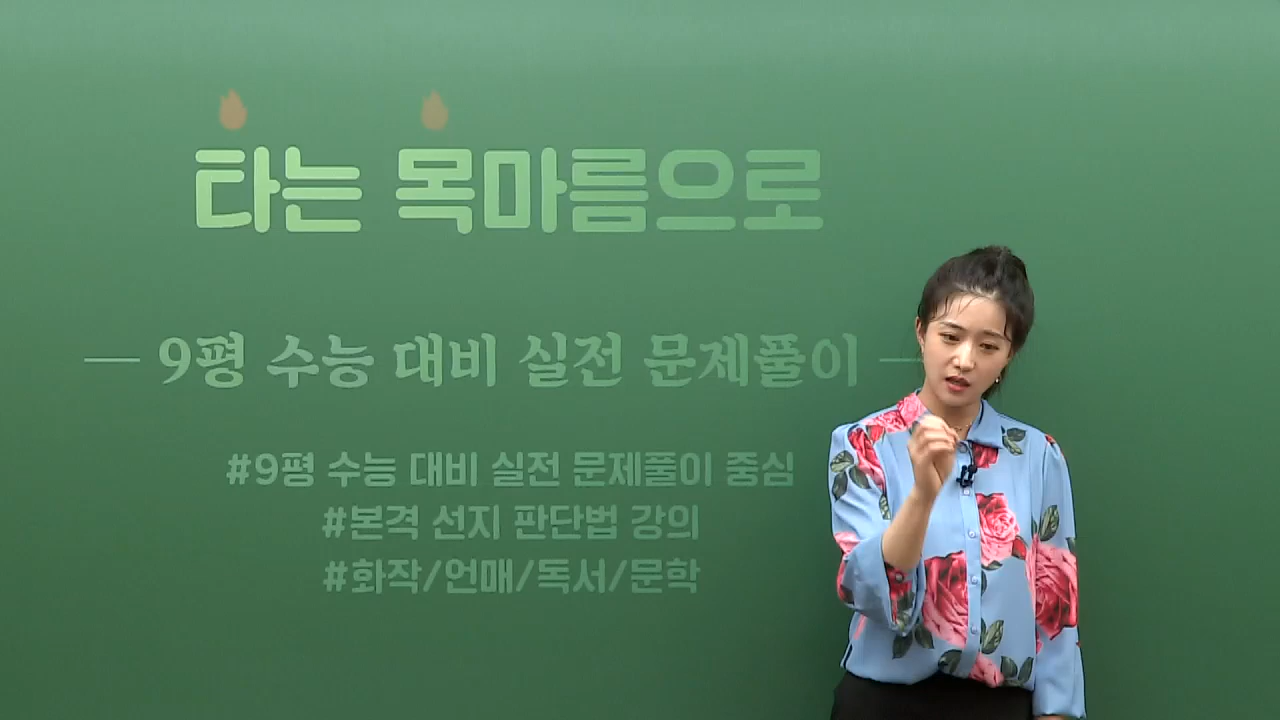 타는 목마름으로
9평 수능 대비 실전 문제풀이
#9평 수능 대비 실전 문제풀이 중심
#본격 선지 판단법 강의
#화작/언매/독서/문학